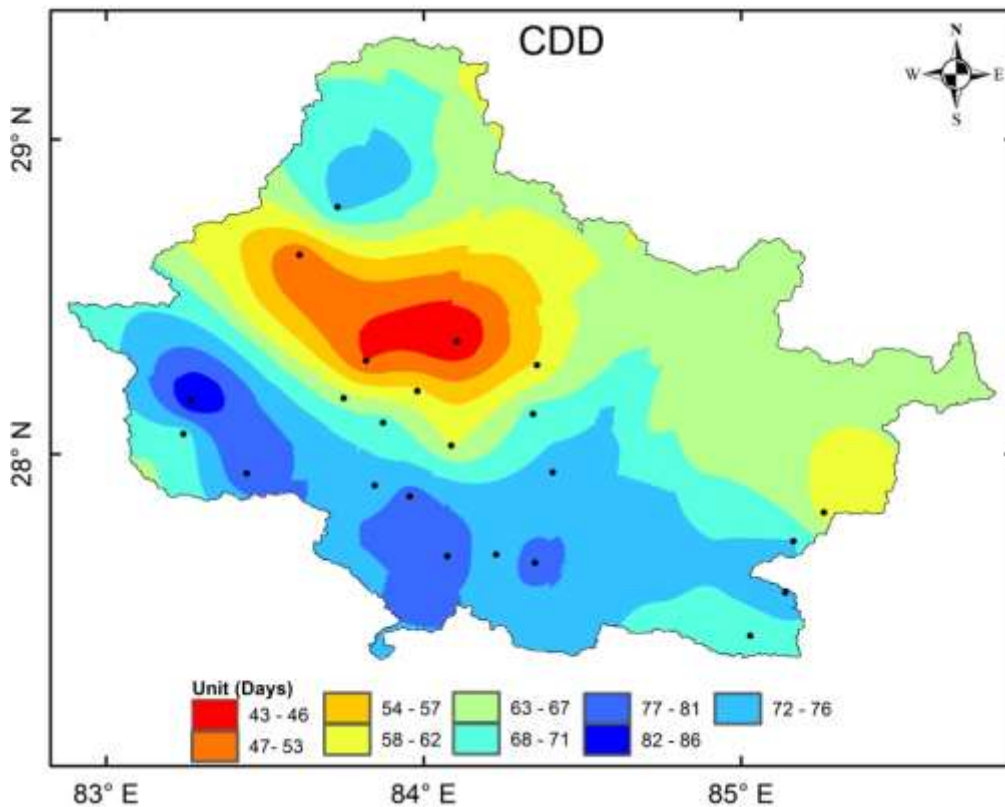 CDD
N
W E
S
29° N
28° N
Unit (Days)
43 - 46
47 - 53
54 - 57
58 - 62
63 - 67
68 - 71
77 - 81
82 - 86
72 - 76
83° E 84° E 85° E